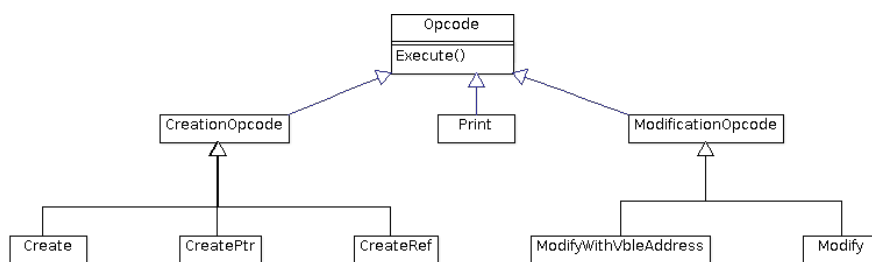 Opcode
Execute()
CreationOpcode
Print
ModificationOpcode
Create
CreatePtr
CreateRef
ModifyWithVbleAddress
Modify